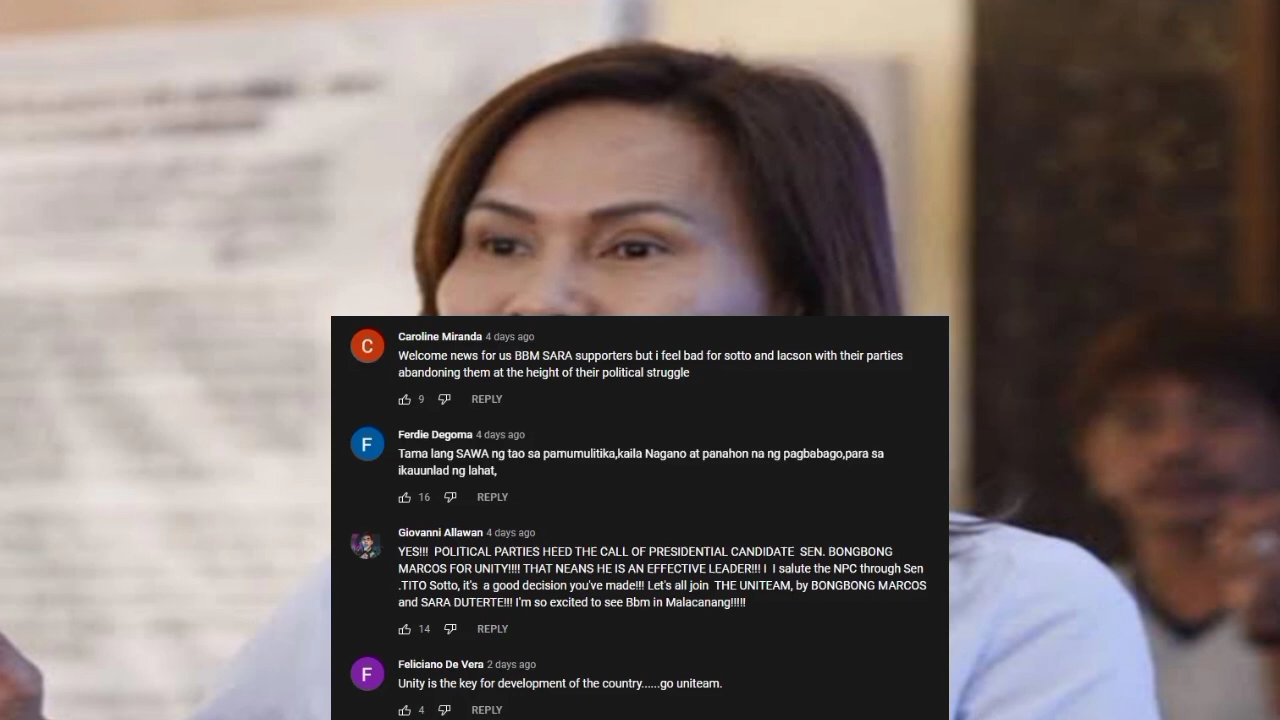 C
Caroline Miranda 4 days ago
Welcome news for us BBM SARA supporters but i feel bad for sotto and lacson with their parties
abandoning them at the height of their political struggle
9 REPLY
F
Ferdie Degoma 4 days ago
Tama lang SAWA ng tao sa pamumulitika,kaila Nagano at panahon na ng pagbabago,para sa
ikauunlad ng lahat,
16 REPLY
Giovanni Allawan 4 days ago
YES!!! POLITICAL PARTIES HEED THE CALL OF PRESIDENTIAL CANDIDATE SEN. BONGBONG
MARCOS FOR UNITY!!!! THAT NEANS HE IS AN EFFECTIVE LEADER!!! I I salute the NPC through Sen
.TITO Sotto, it's a good decision you've made!!! Let's all join THE UNITEAM, by BONGBONG MARCOS
and SARA DUTERTE!!! I'm so excited to see Bbm in Malacanang!!!!!
14 REPLY
F
Feliciano De Vera 2 days ago
Unity is the key for development of the country......go uniteam.
4 REPLY